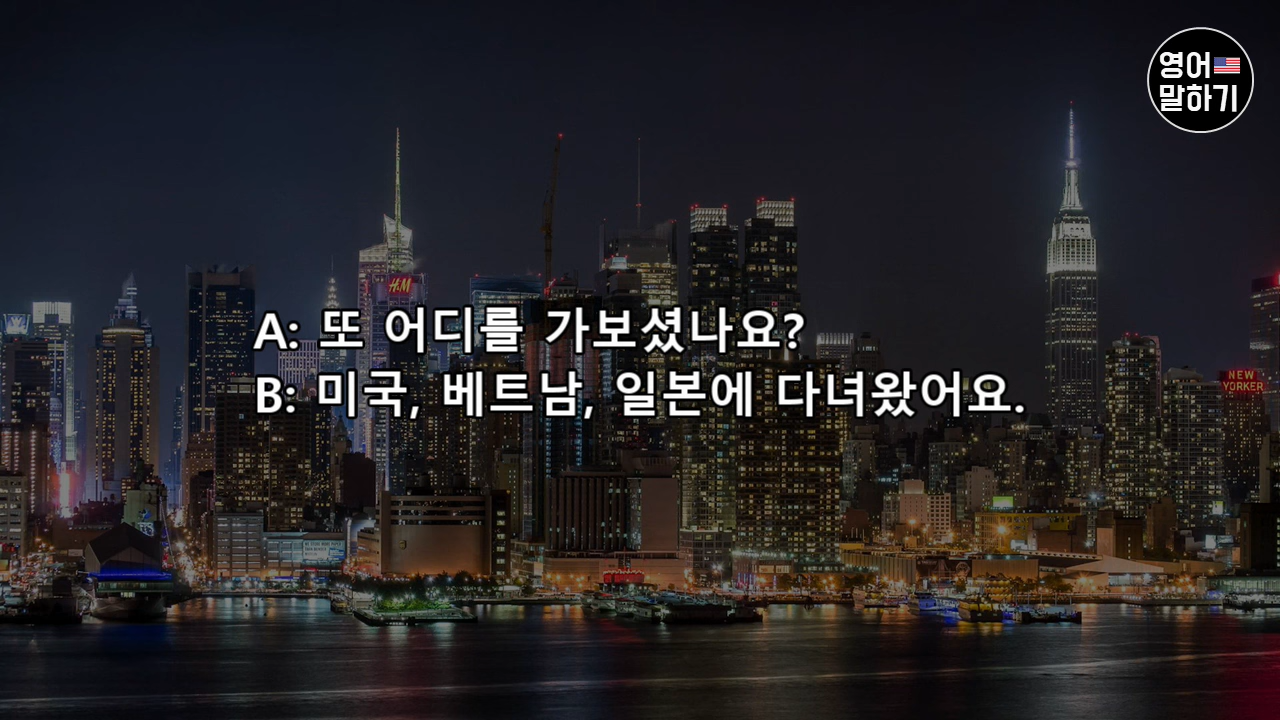 영어
말하기
H&M
A: 또 어디를 가보셨나요?
B: 미국, 베트남, 일본에 다녀왔어요.
NEW
YORKER